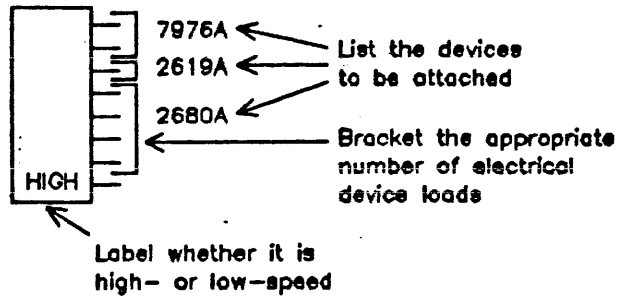 7976A
2619A
2680A
List the devices
to be attached
Bracket the appropriate
number of electrical
device loads
HIGH
Label whether it is
high- or low-speed